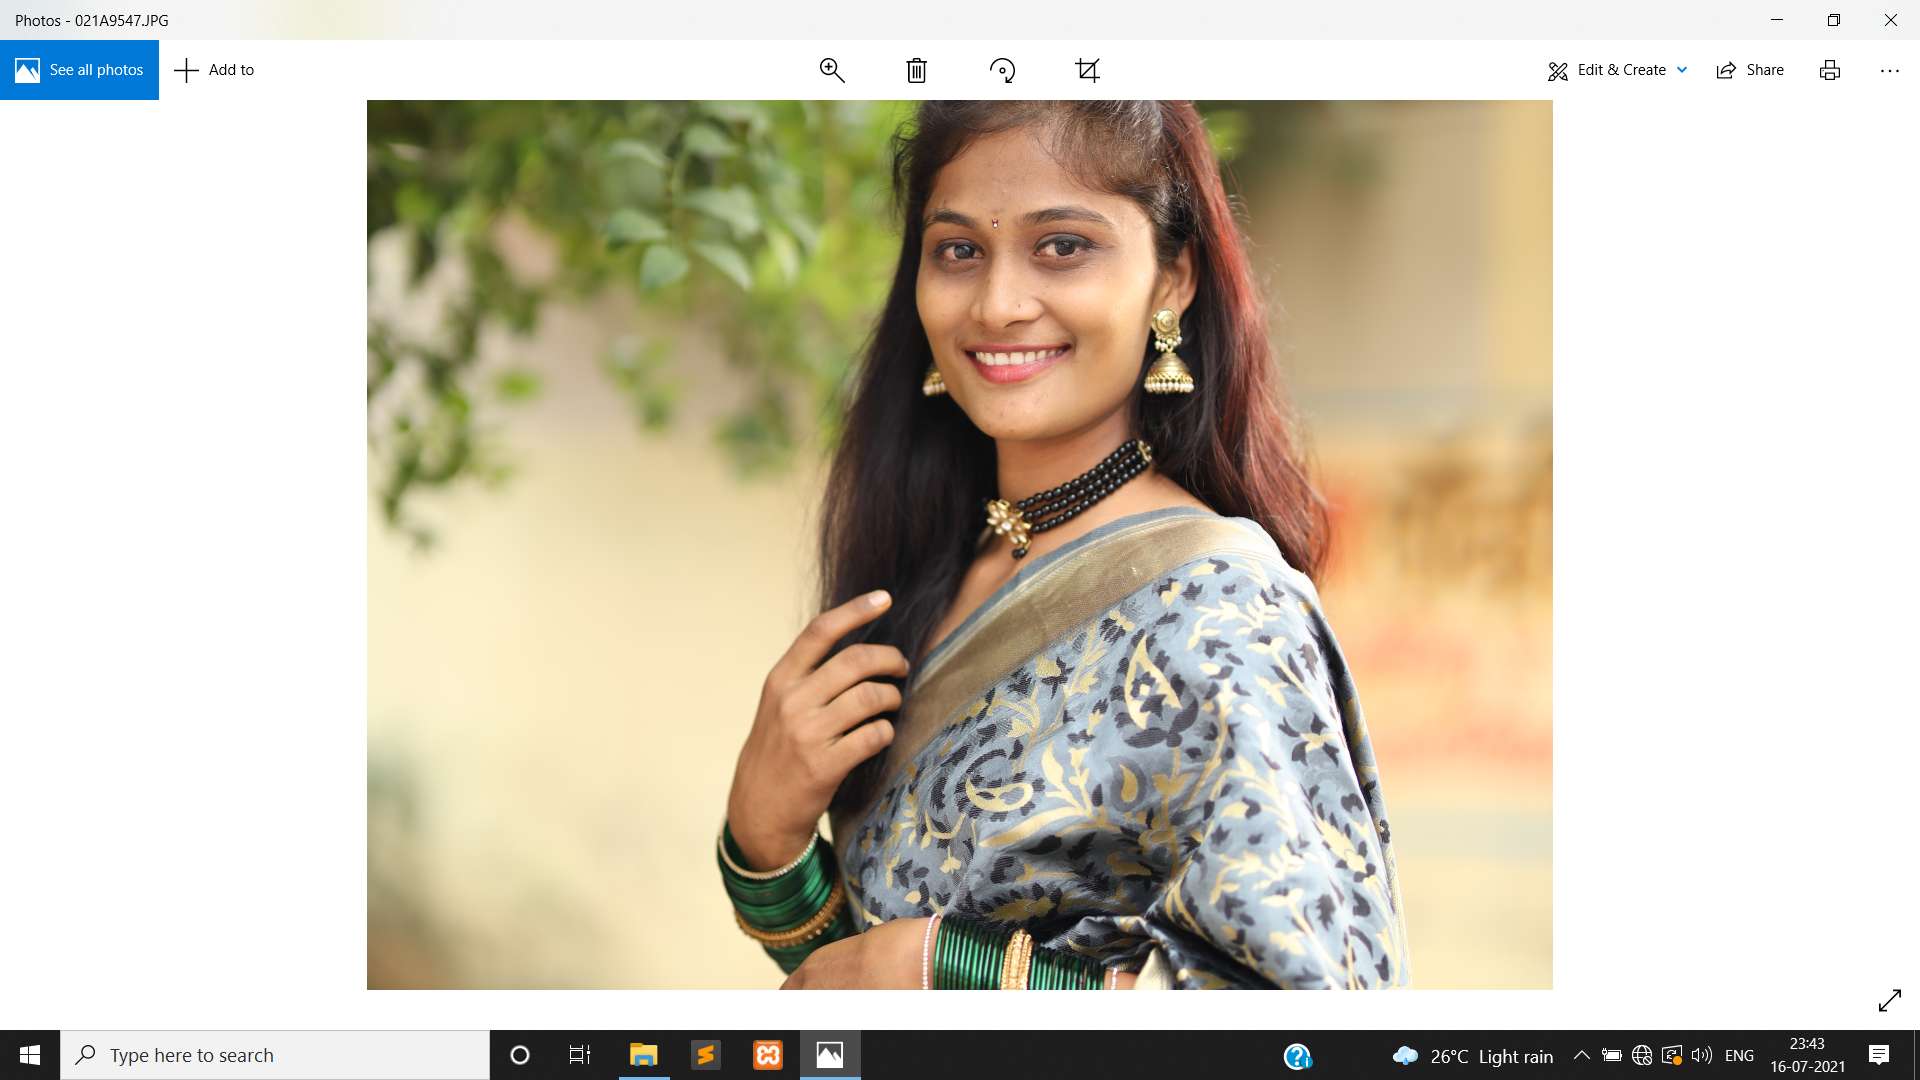 Photos - 021A9547.JPG
See all photos
Add to
Edit & Create
Share
Type here to search
26°C Light rain
ENG
23:43
16-07-2021